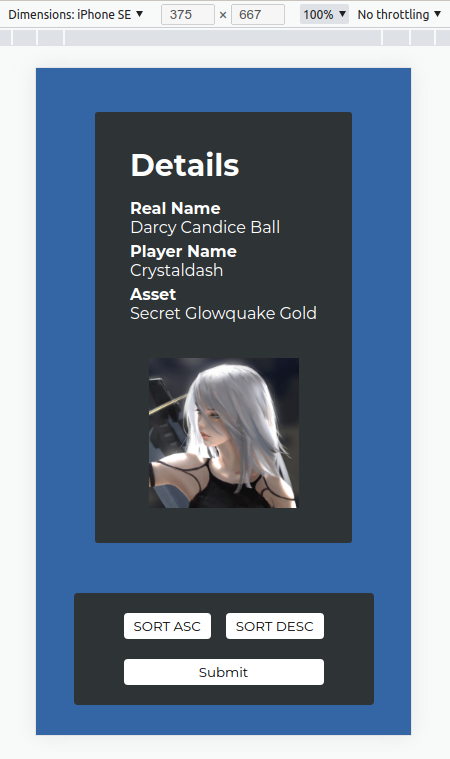 Dimensions: iPhone SE ▼ 375 × 667 100% ▼ No throttling ▼
Details
Real Name
Darcy Candice Ball
Player Name
Crystaldash
Asset
Secret Glowquake Gold
SORT ASC SORT DESC
Submit